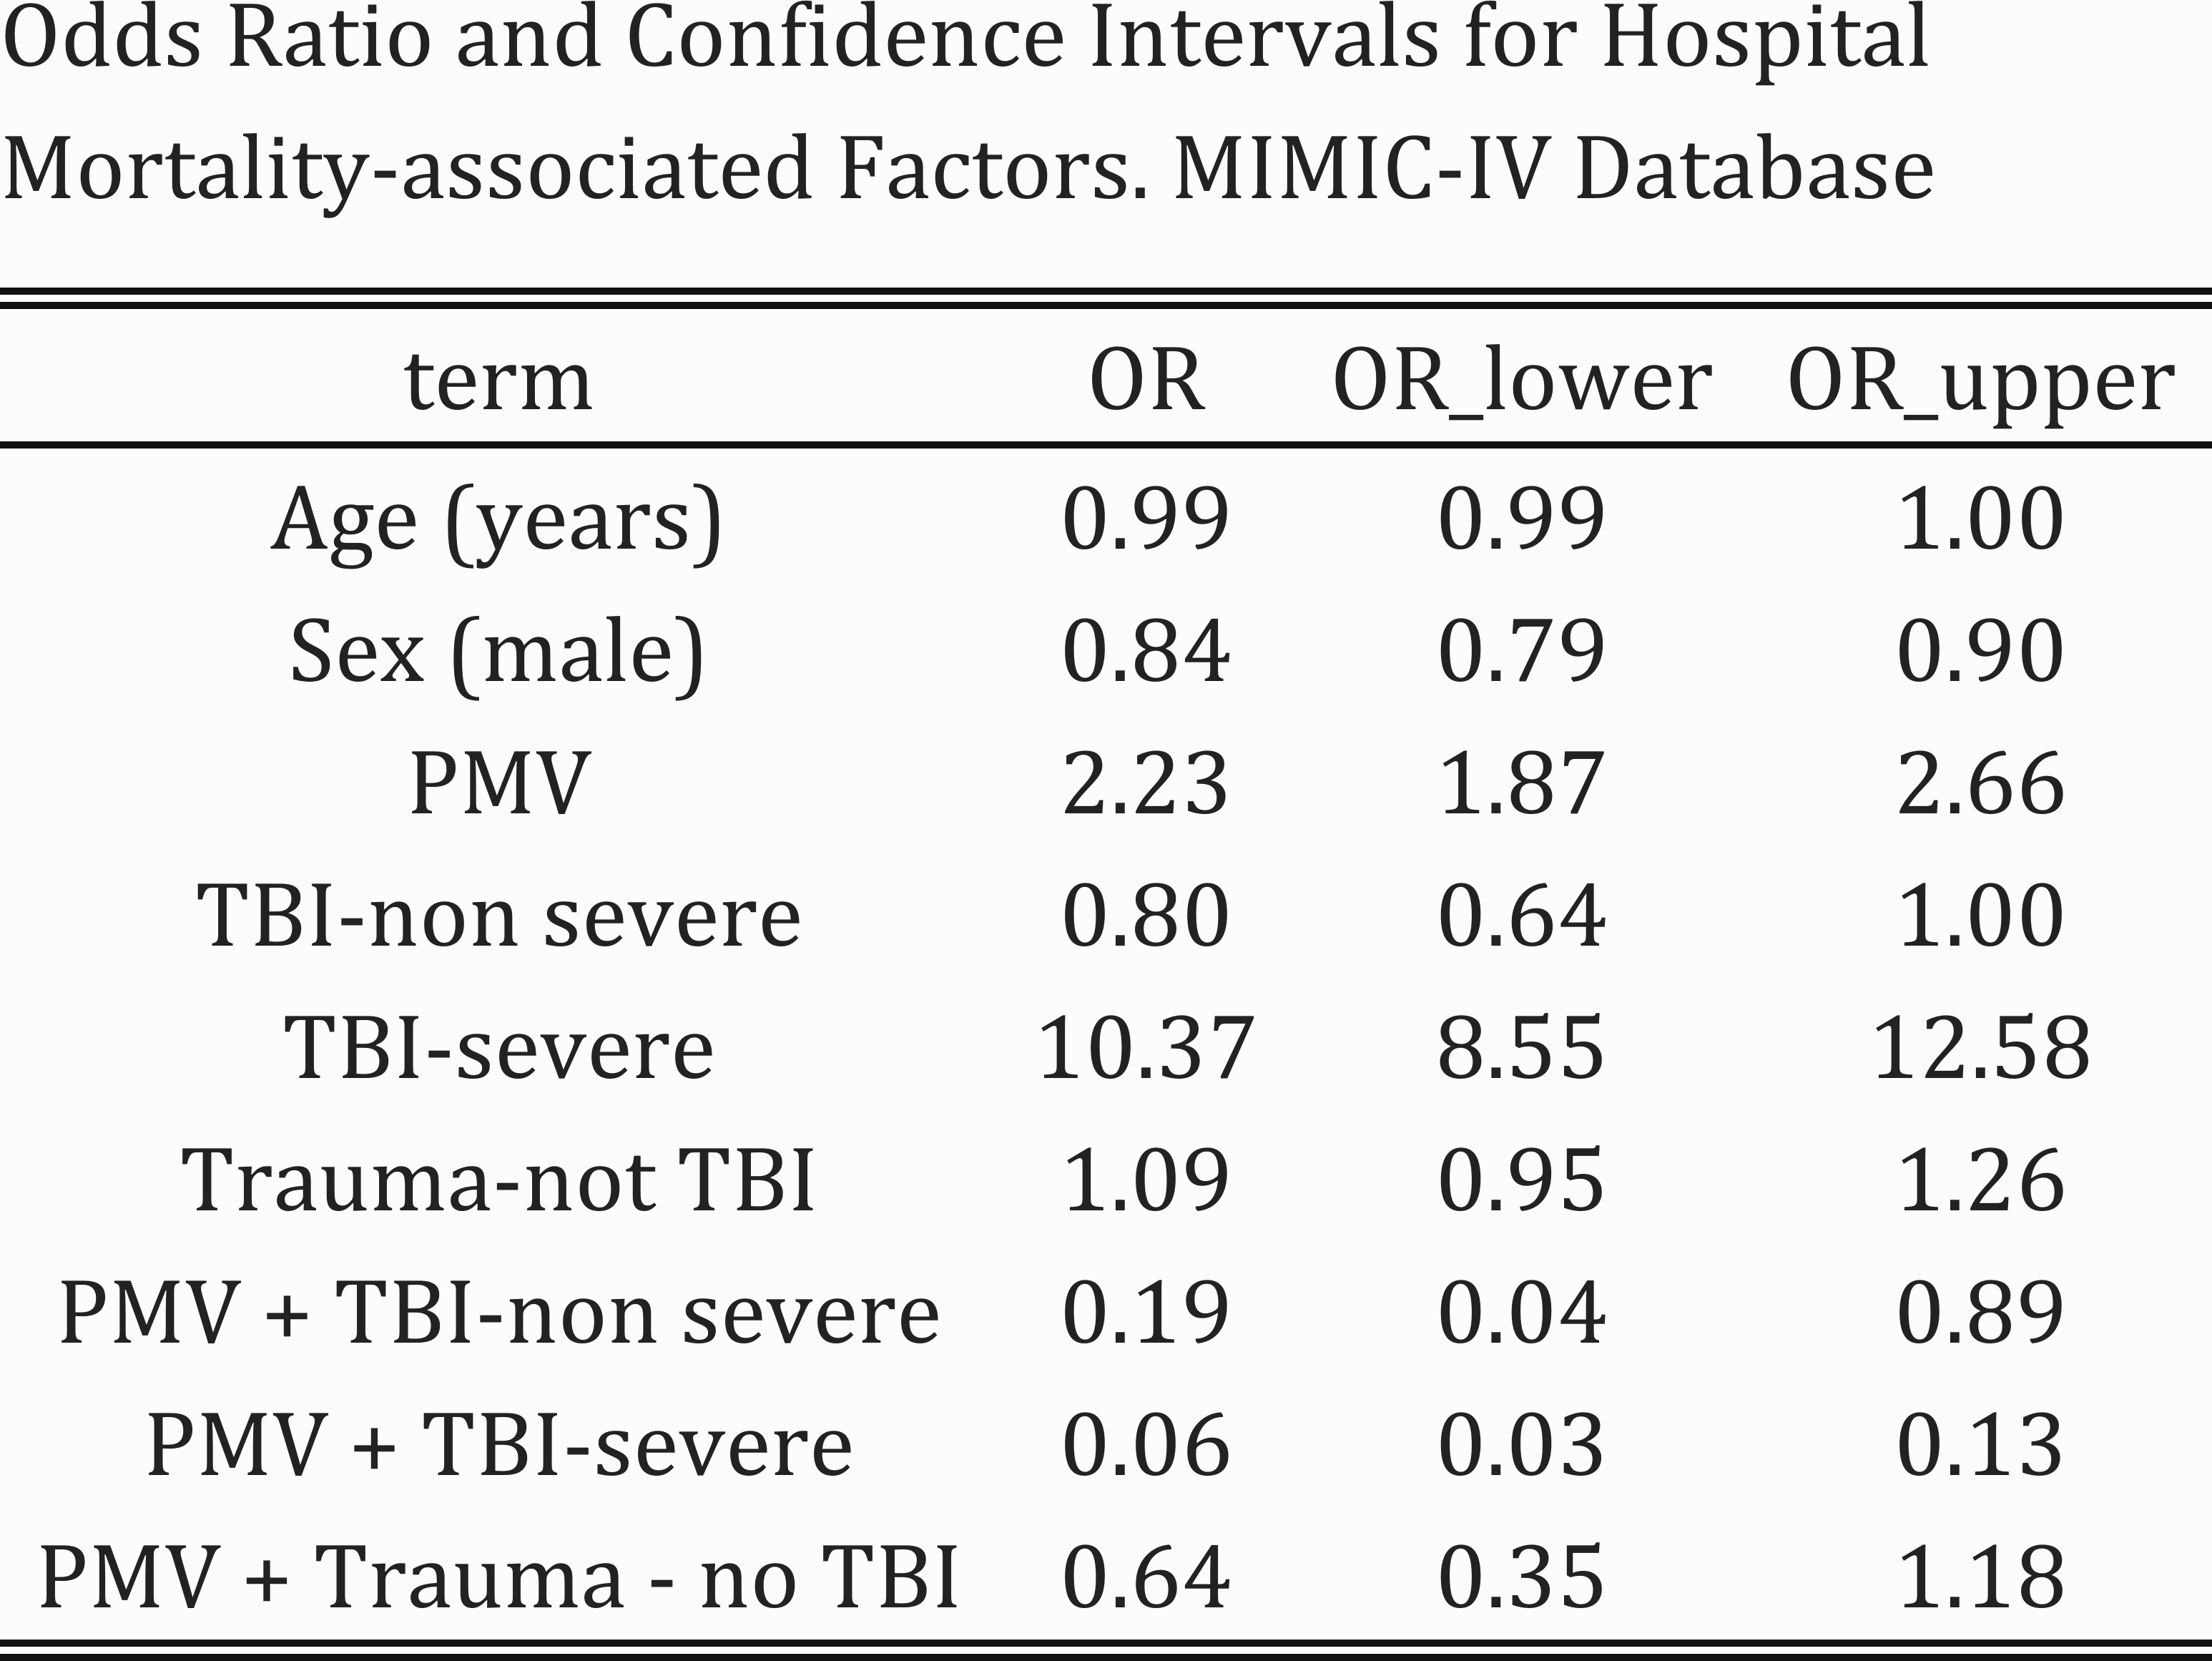 Odds Ratio and Confidence Intervals for Hospital
Mortality-associated Factors. MIMIC-IV Database
term OR OR_lower OR_upper
Age (years) 0.99 0.99 1.00
Sex (male) 0.84 0.79 0.90
PMV 2.23 1.87 2.66
TBI-non severe 0.80 0.64 1.00
TBI-severe 10.37 8.55 12.58
Trauma-not TBI 1.09 0.95 1.26
PMV + TBI-non severe 0.19 0.04 0.89
PMV + TBI-severe 0.06 0.03 0.13
PMV + Trauma - no TBI 0.64 0.35 1.18